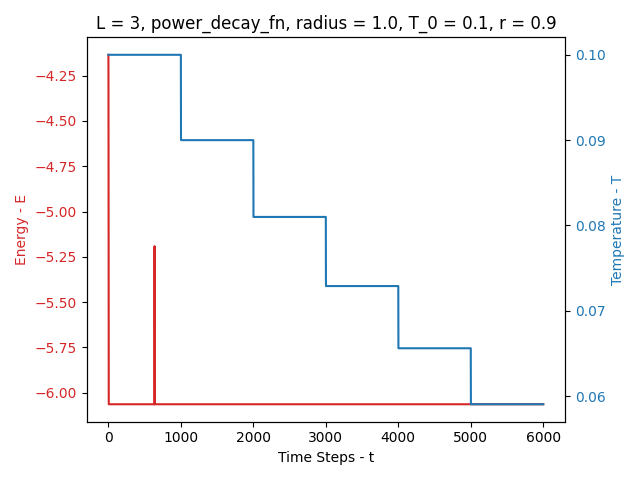 L = 3, power_decay_fn, radius = 1.0, T_0 = 0.1, r = 0.9
Energy - E
−4.25
−4.50
−4.75
−5.00
−5.25
−5.50
−5.75
−6.00
0.10
0.09
0.08
0.07
0.06
Temperature - T
0 1000 2000 3000 4000 5000 6000
Time Steps - t